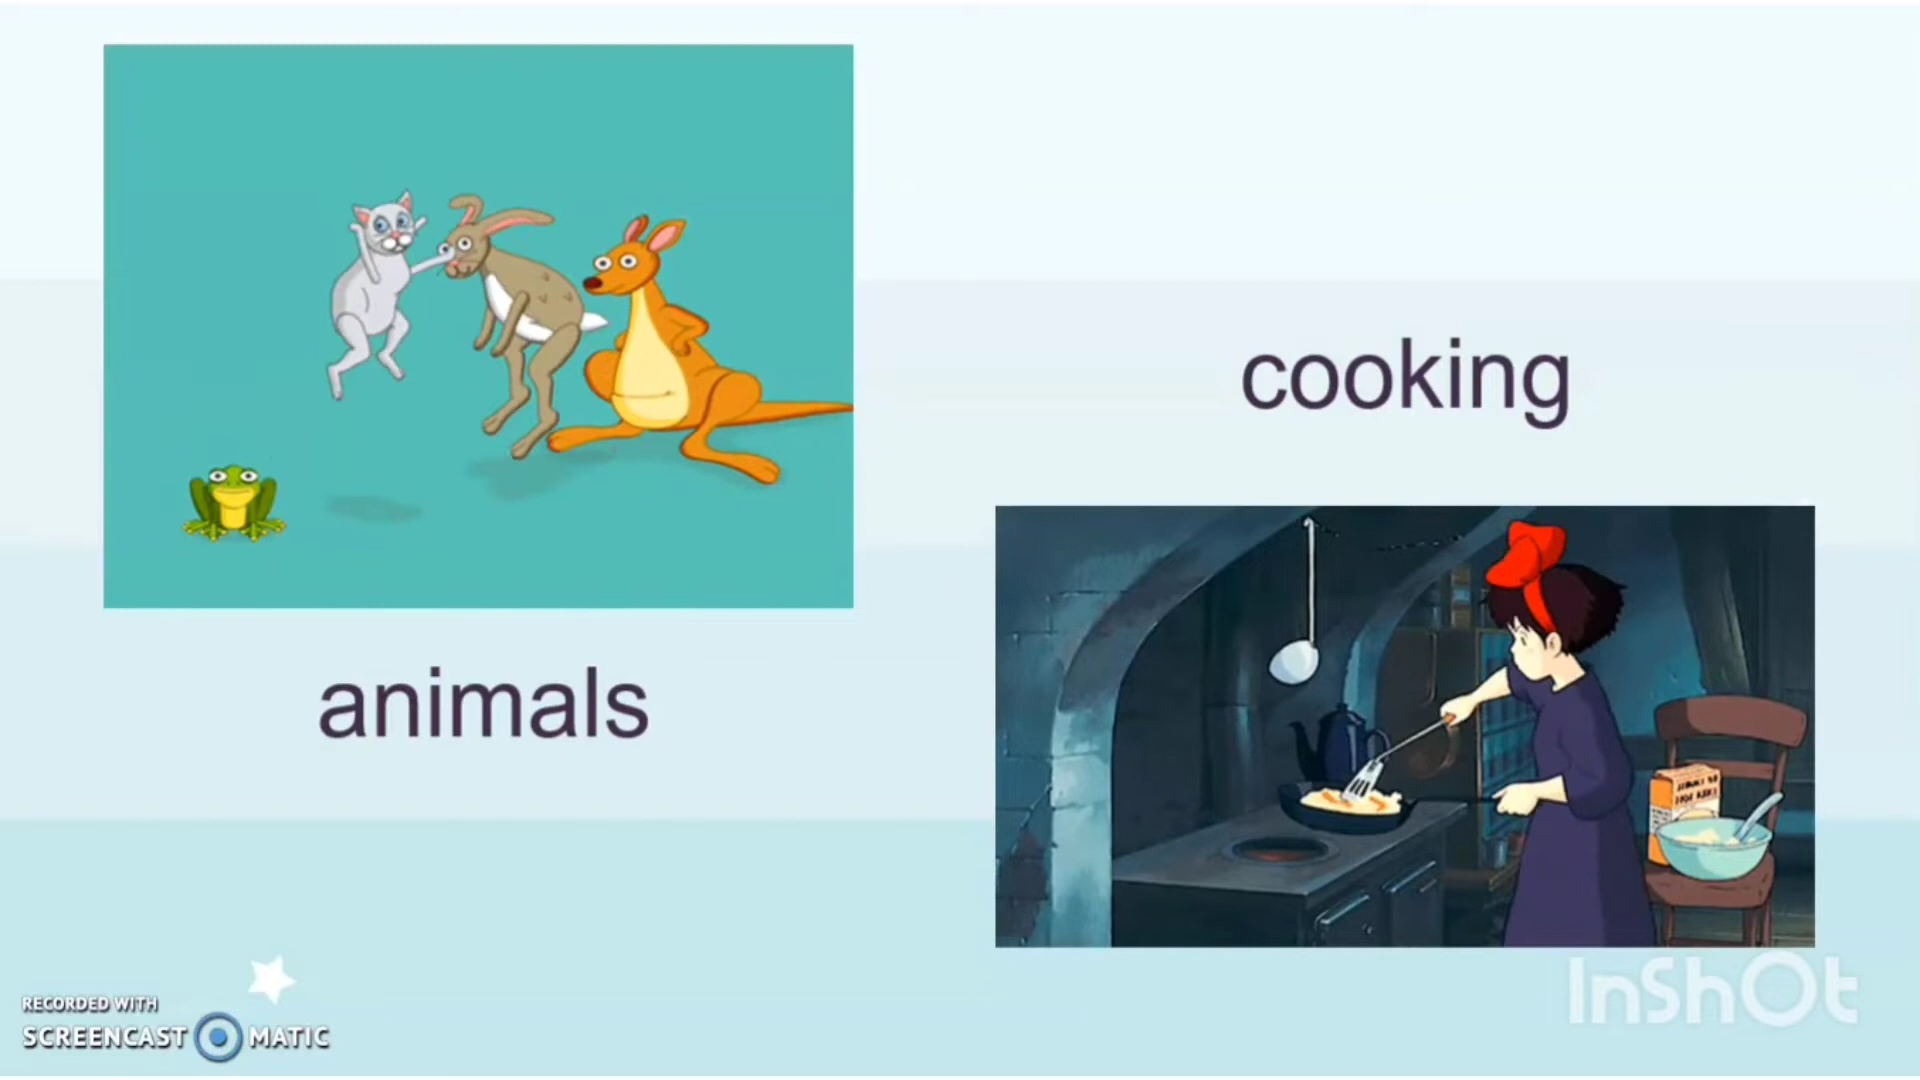 cooking
animals
RECORDED WITH
SCREENCAST MATIC
InShOt